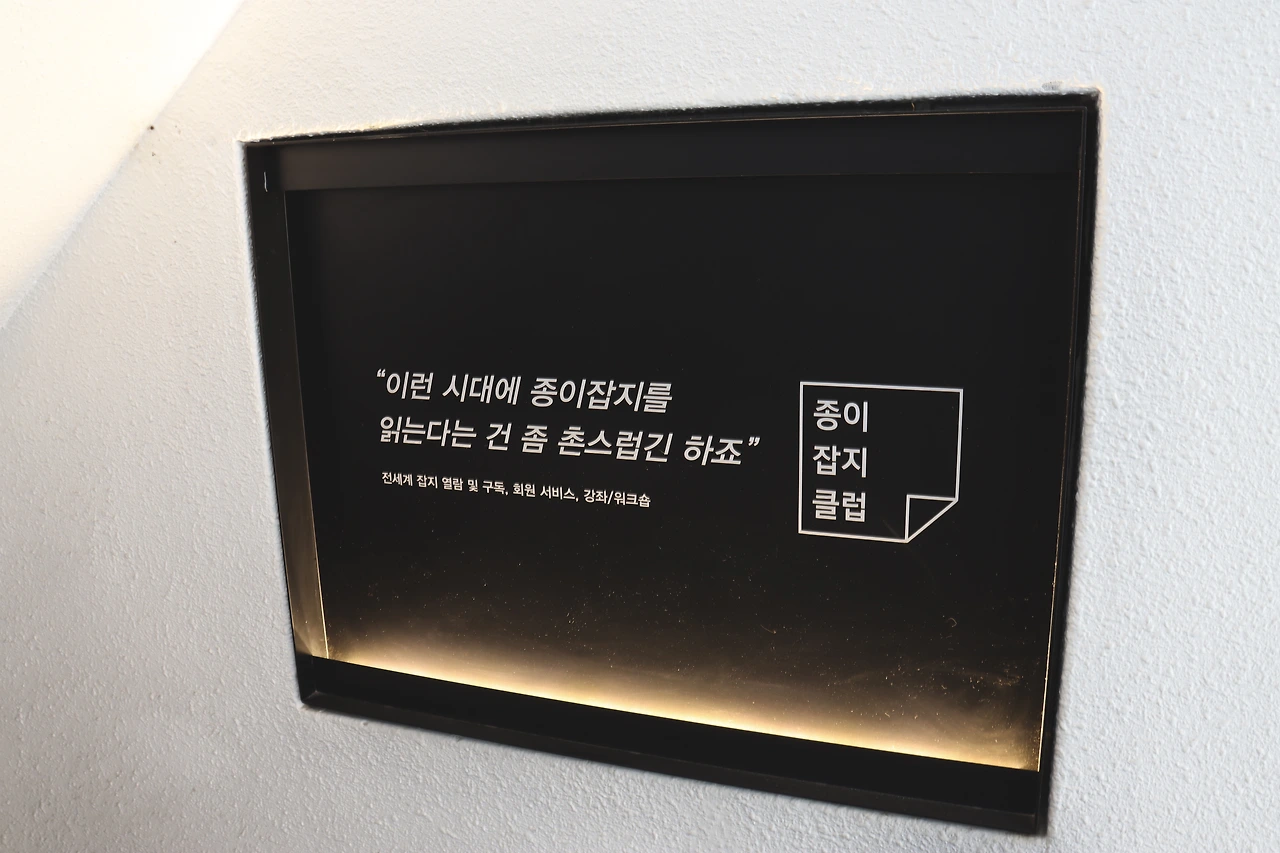 “이런 시대에 종이잡지를
읽는다는 건 좀 촌스럽긴 하죠”
전세계 잡지 열람 및 구독, 회원 서비스, 강좌/워크숍
종이
잡지
클럽